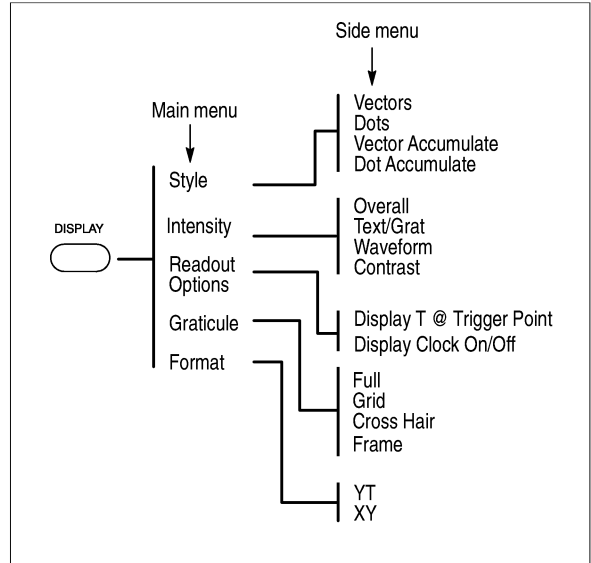 Side menu
Main menu
Vectors
Dots
Vector Accumulate
Dot Accumulate
Style
Overall
Text/Grat
Waveform
Contrast
Intensity
DISPLAY
Readout
Options
Display T @ Trigger Point
Display Clock On/Off
Graticule
Full
Grid
Cross Hair
Frame
Format
YT
XY